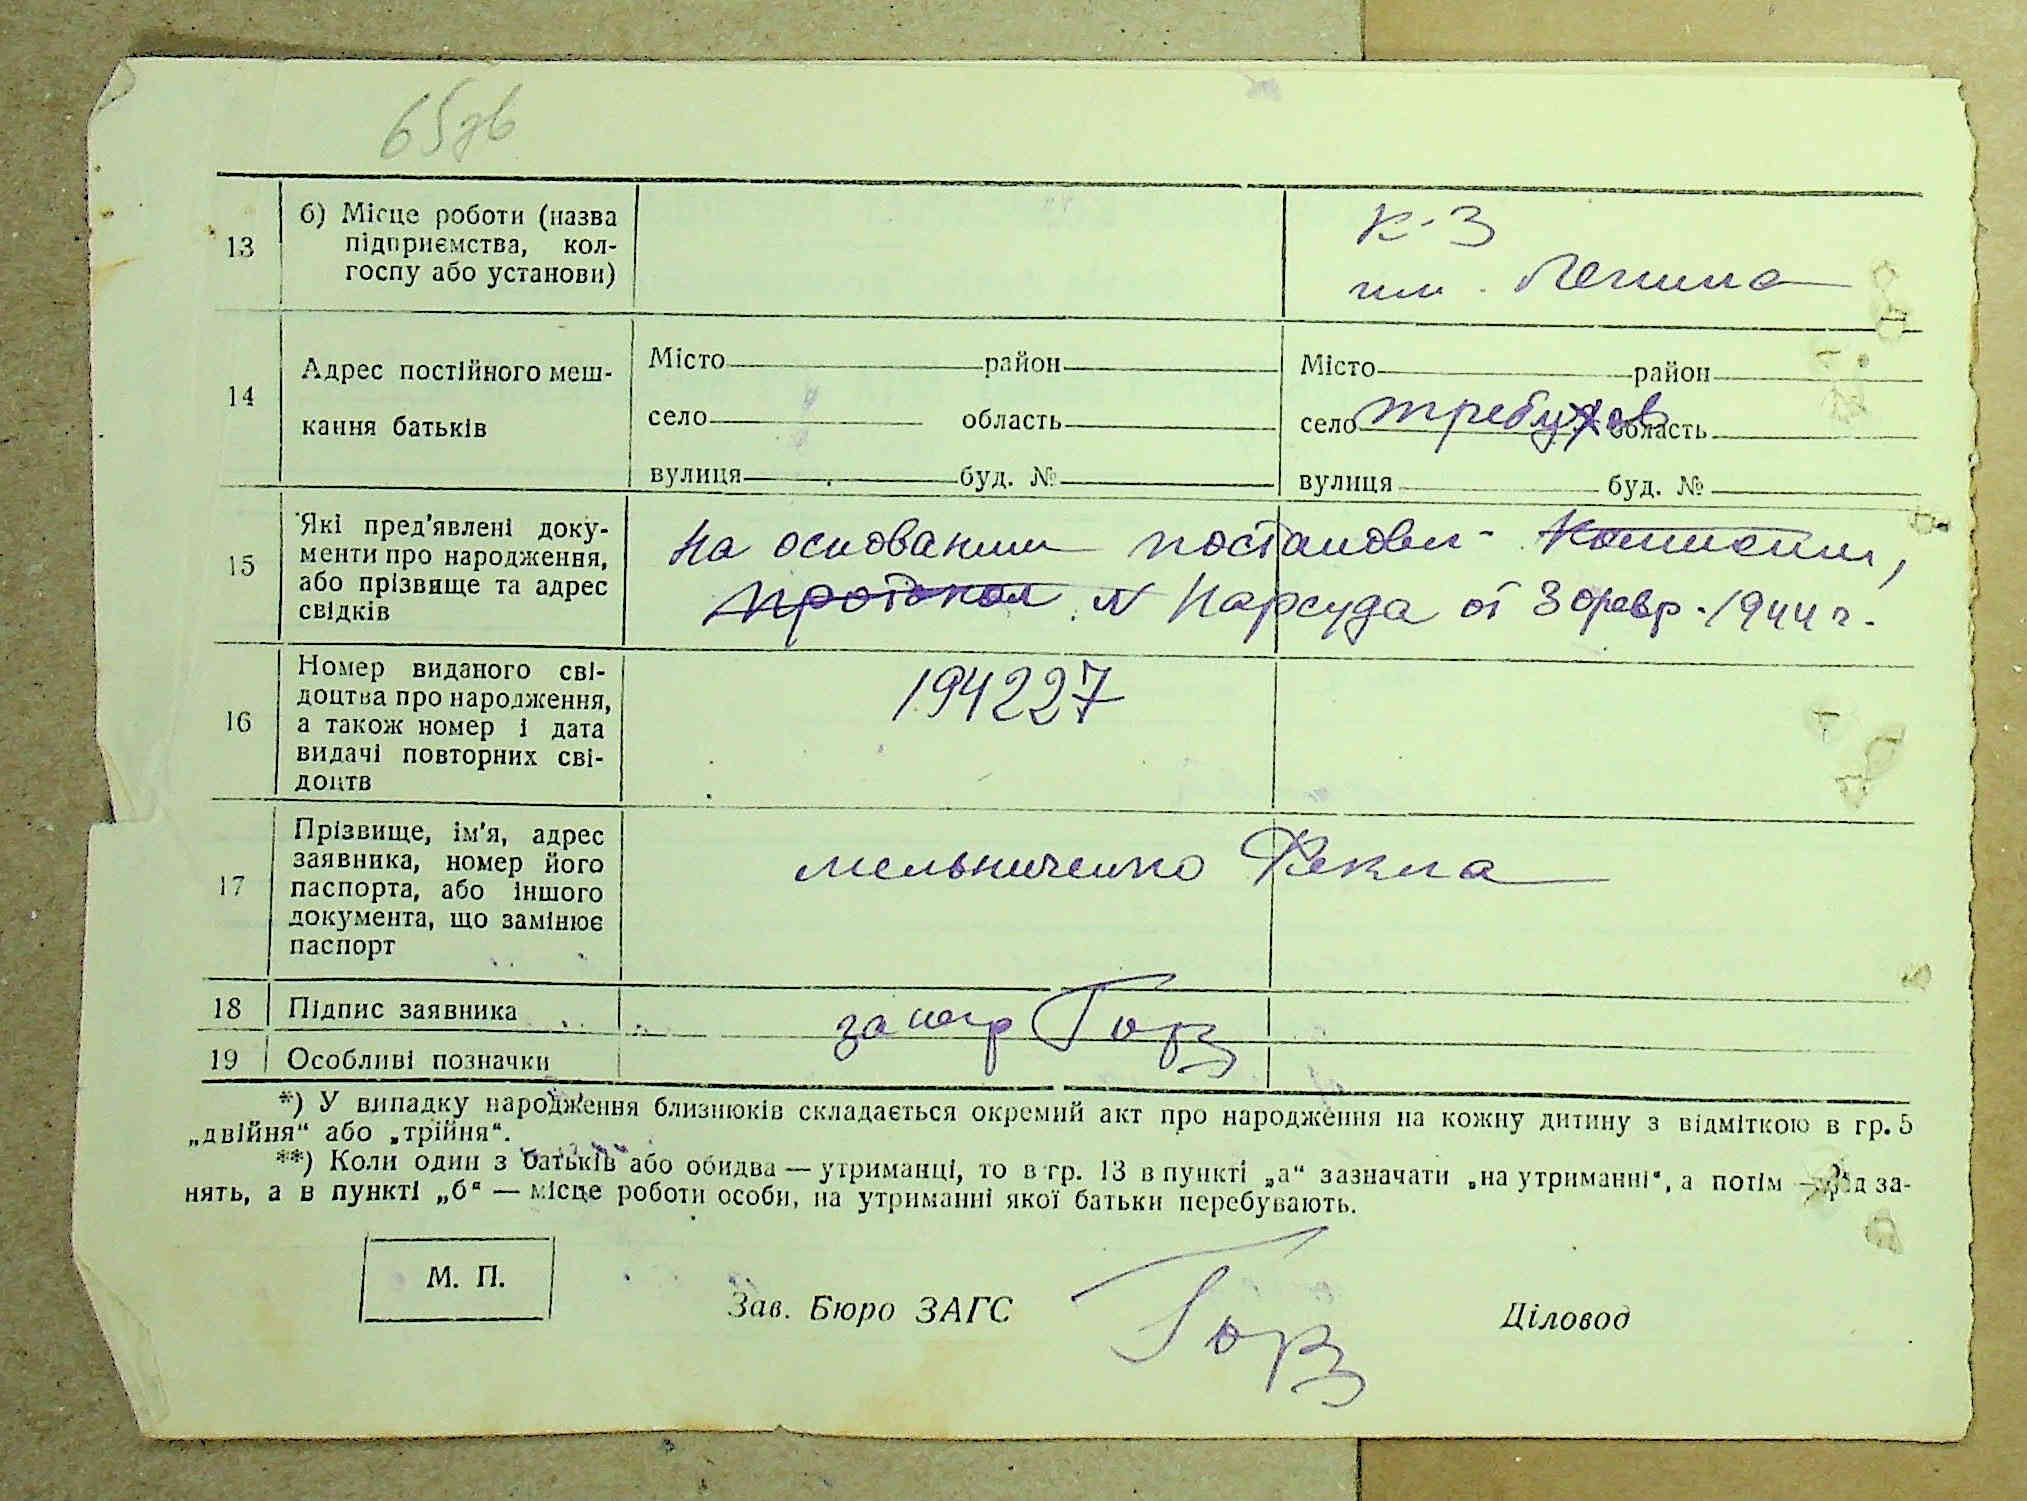 65зв
13
б) Місце роботи (назва
підприємства, кол-
госпу або установи)
К-З
им. Ленина
14
Адрес постійного меш-
кання батьків
Місто район
село область
вулиця буд. №
Місто район
село Требухов область
вулиця буд. №
15
Які пред'явлені доку-
менти про народження,
або прізвище та адрес
свідків
На основании постановл- Комисии,
протокол N Нарсуда от 3 февр.-1944 г.
16
Номер виданого сві-
доцтва про народження,
а також номер і дата
видачі повторних сві-
доцтв
194227
17
Прізвище, ім'я, адрес
заявника, номер його
паспорта, або іншого
документа, що замінює
паспорт
Мельниченко Фекла
18
Підпис заявника
за негр
19
Особливі позначки
*) У випадку народження близнюків складається окремий акт про народження на кожну дитину з відміткою в гр. 5
„двійня“ або „трійня“.
**) Коли один з батьків або обидва — утриманці, то в гр. 13 в пункті „а“ зазначати „на утриманні“, а потім — рід за-
нять, а в пункті „б“ — місце роботи особи, на утриманні якої батьки перебувають.
М. П.
Зав. Бюро ЗАГС
Діловод